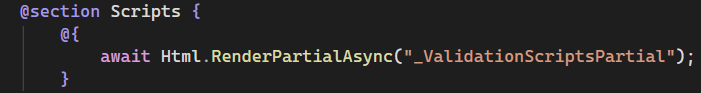 @section Scripts {
@{
await Html.RenderPartialAsync("_ValidationScriptsPartial");
}